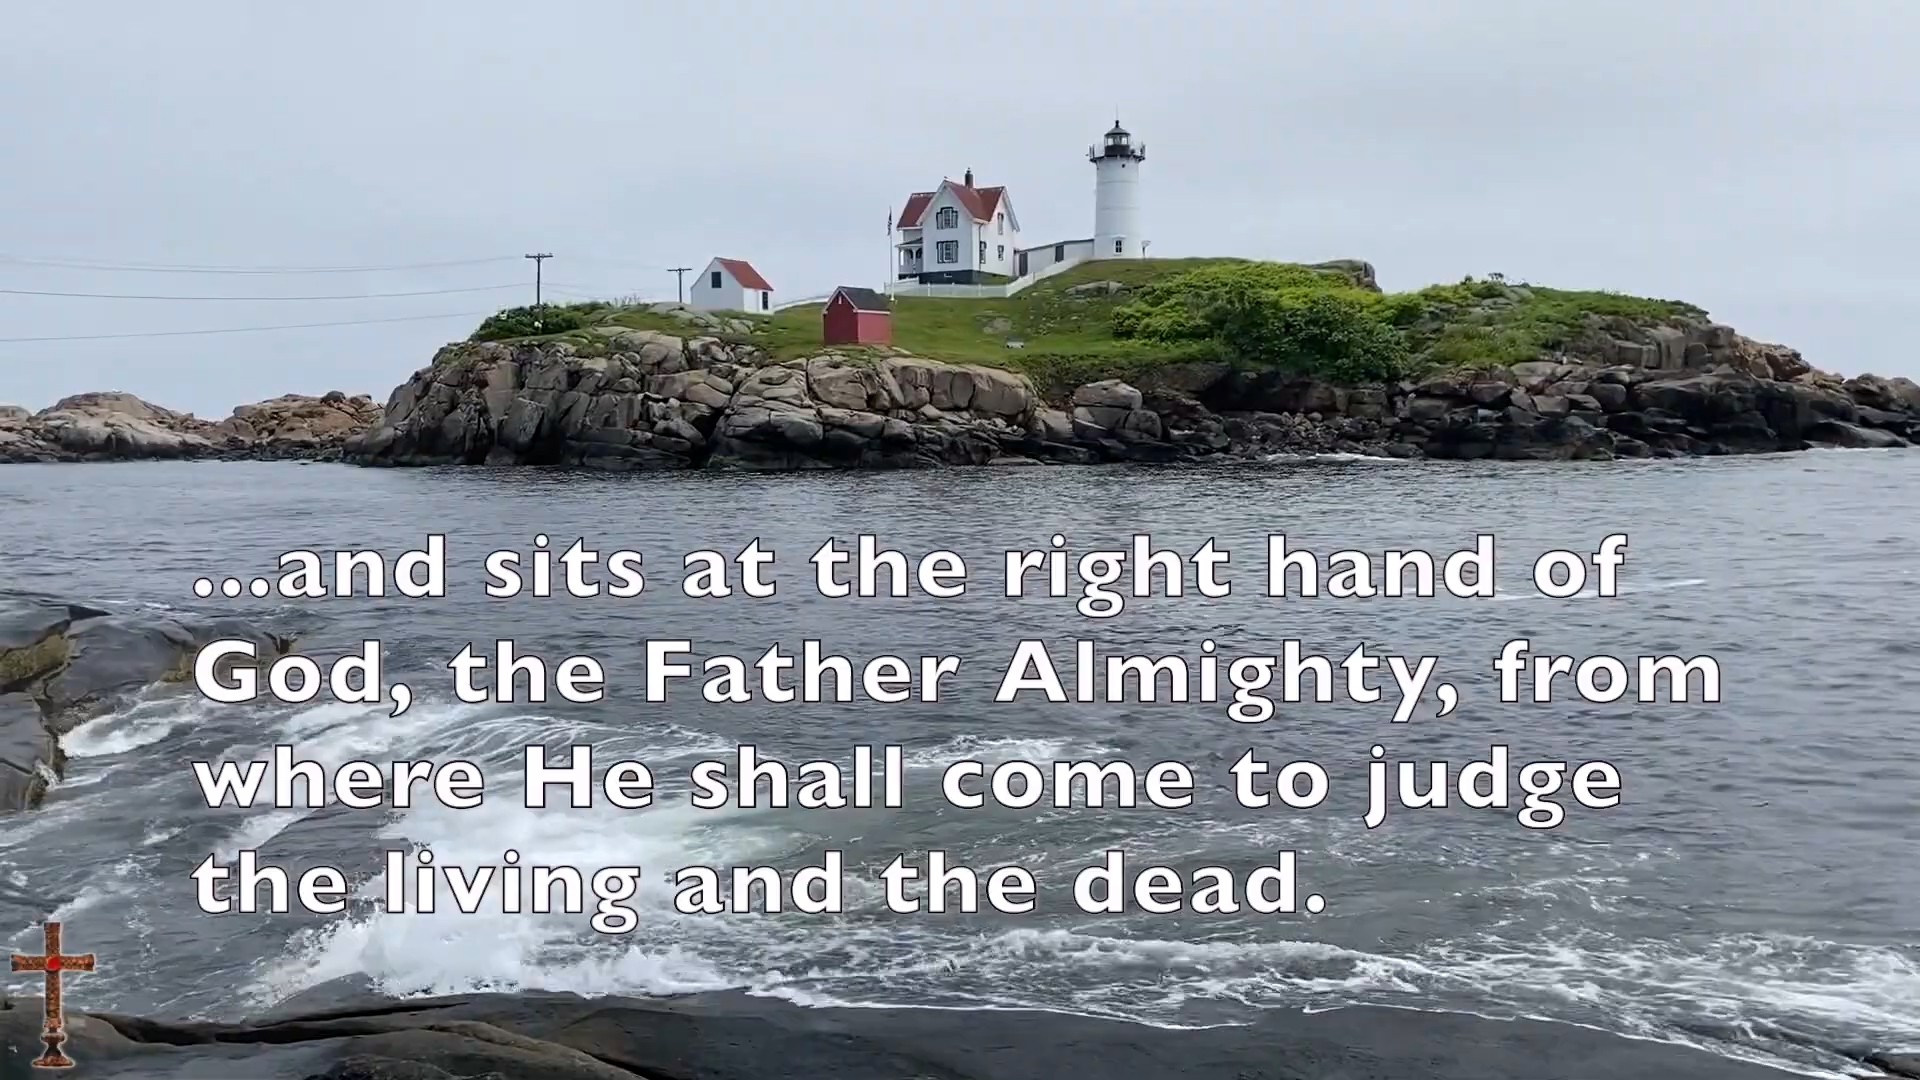 ...and sits at the right hand of
God, the Father Almighty, from
where He shall come to judge
the living and the dead.